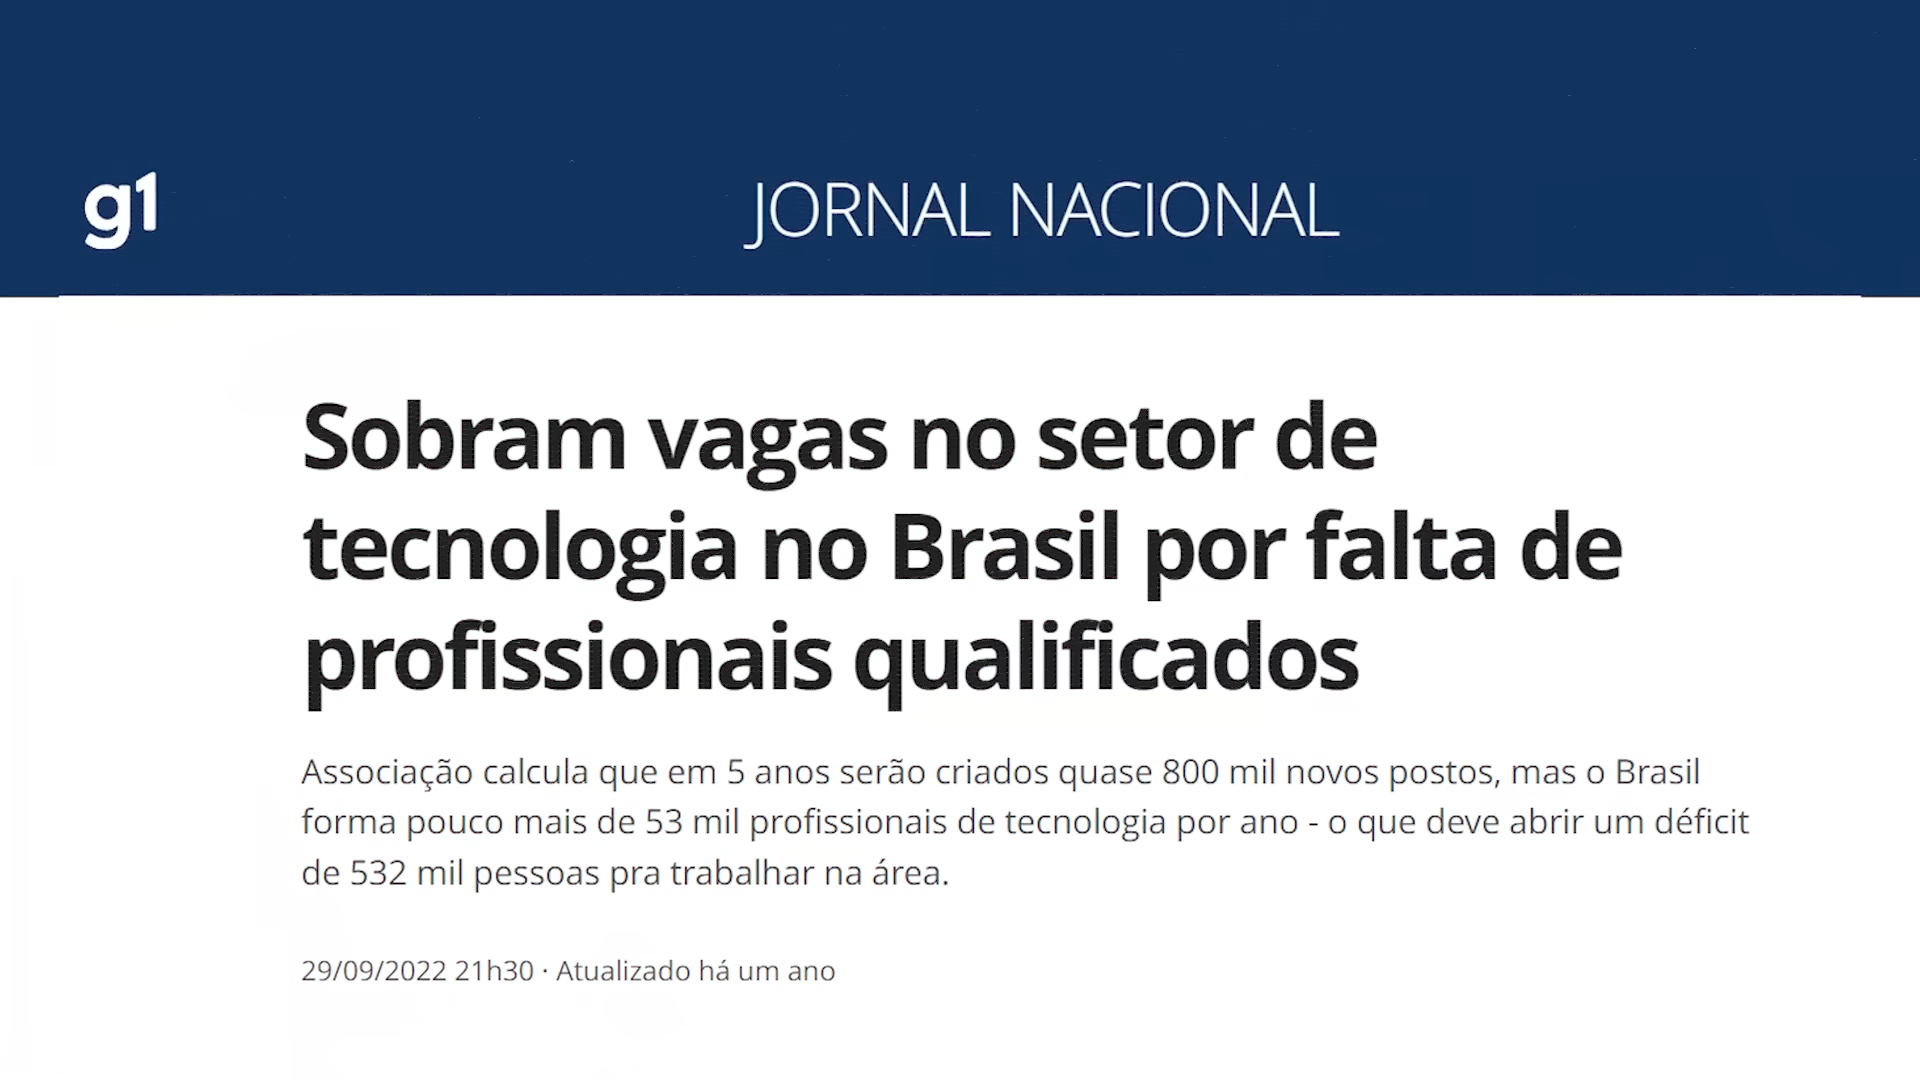 g1
JORNAL NACIONAL
Sobram vagas no setor de
tecnologia no Brasil por falta de
profissionais qualificados
Associação calcula que em 5 anos serão criados quase 800 mil novos postos, mas o Brasil
forma pouco mais de 53 mil profissionais de tecnologia por ano - o que deve abrir um déficit
de 532 mil pessoas pra trabalhar na área.
29/09/2022 21h30 · Atualizado há um ano